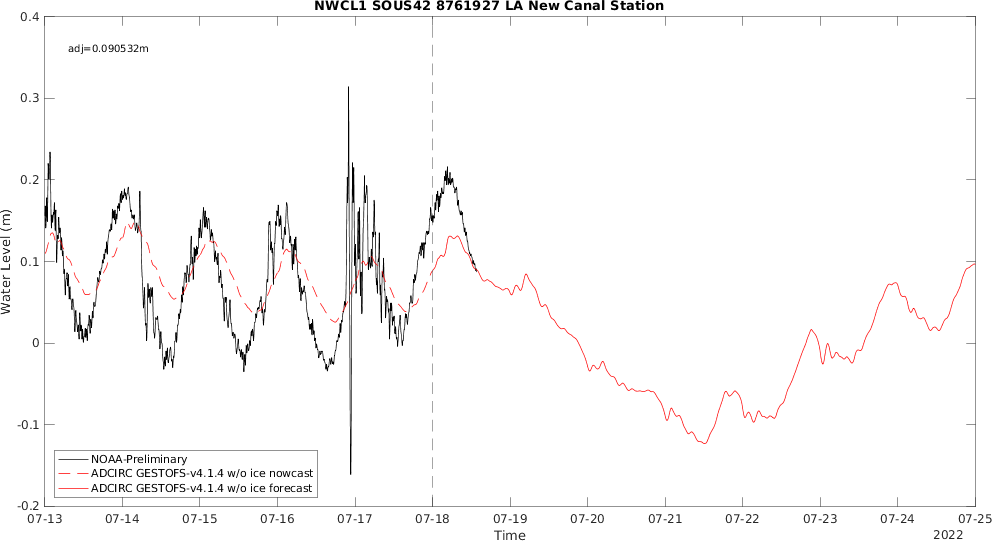 NWCL1 SOUS42 8761927 LA New Canal Station
adj=0.090532m
Water Level (m)
0.4
0.3
0.2
0.1
0
-0.1
-0.2
NOAA-Preliminary
ADCIRC GESTOFS-v4.1.4 w/o ice nowcast
ADCIRC GESTOFS-v4.1.4 w/o ice forecast
07-13 07-14 07-15 07-16 07-17 07-18 07-19 07-20 07-21 07-22 07-23 07-24 07-25
Time
2022